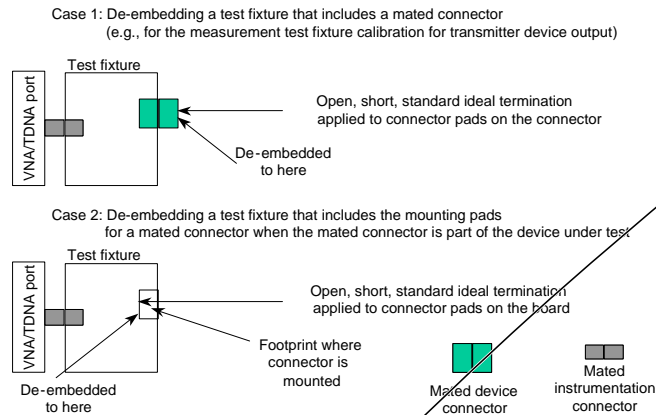 Case 1: De-embedding a test fixture that includes a mated connector
(e.g., for the measurement test fixture calibration for transmitter device output)
Test fixture
VNA/TDNA port
Open, short, standard ideal termination
applied to connector pads on the connector
De-embedded
to here
Case 2: De-embedding a test fixture that includes the mounting pads
for a mated connector when the mated connector is part of the device under test
Test fixture
VNA/TDNA port
Open, short, standard ideal termination
applied to connector pads on the board
Footprint where
connector is
mounted
De-embedded
to here
Mated device
connector
Mated
instrumentation
connector